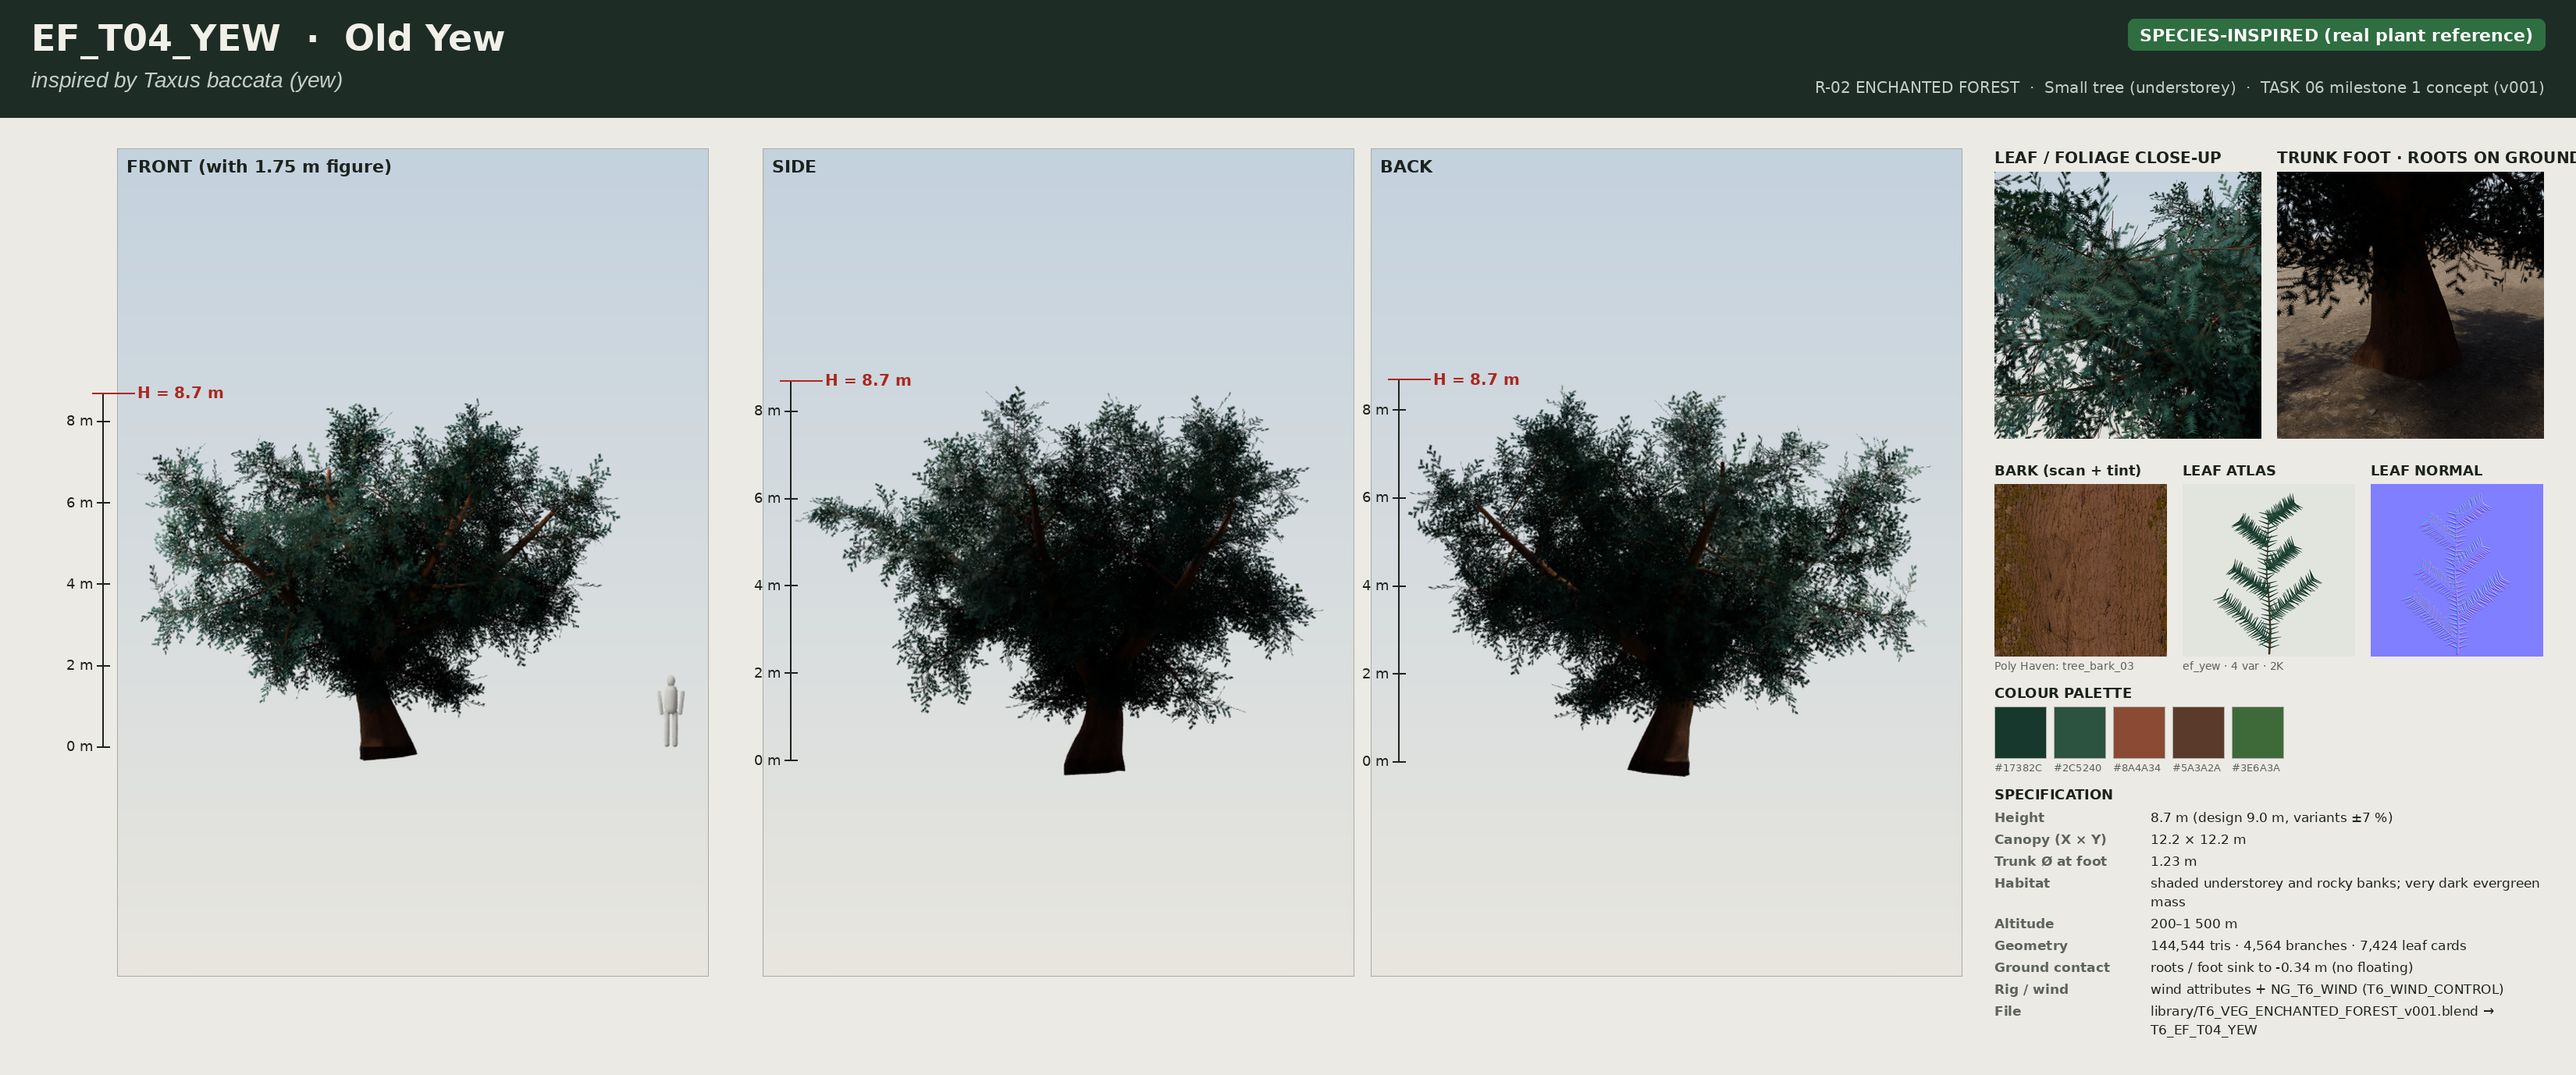 EF_T04_YEW · Old Yew
inspired by Taxus baccata (yew)
SPECIES-INSPIRED (real plant reference)
R-02 ENCHANTED FOREST · Small tree (understorey) · TASK 06 milestone 1 concept (v001)
FRONT (with 1.75 m figure)
H = 8.7 m
8 m
6 m
4 m
2 m
0 m
SIDE
H = 8.7 m
8 m
6 m
4 m
2 m
0 m
BACK
H = 8.7 m
8 m
6 m
4 m
2 m
0 m
LEAF / FOLIAGE CLOSE-UP
TRUNK FOOT · ROOTS ON GROUND
BARK (scan + tint)
LEAF ATLAS
LEAF NORMAL
Poly Haven: tree_bark_03
ef_yew · 4 var · 2K
COLOUR PALETTE
#17382C
#2C5240
#8A4A34
#5A3A2A
#3E6A3A
SPECIFICATION
Height 8.7 m (design 9.0 m, variants ±7 %)
Canopy (X × Y) 12.2 × 12.2 m
Trunk Ø at foot 1.23 m
Habitat shaded understorey and rocky banks; very dark evergreen
mass
Altitude 200–1 500 m
Geometry 144,544 tris · 4,564 branches · 7,424 leaf cards
Ground contact roots / foot sink to -0.34 m (no floating)
Rig / wind wind attributes + NG_T6_WIND (T6_WIND_CONTROL)
File library/T6_VEG_ENCHANTED_FOREST_v001.blend →
T6_EF_T04_YEW